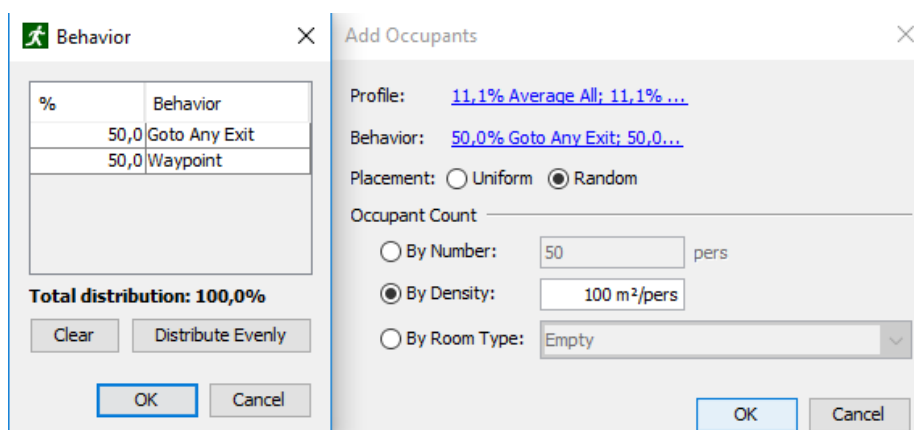 Behavior
%
Behavior
50,0 Goto Any Exit
50,0 Waypoint
Total distribution: 100,0%
Clear
Distribute Evenly
OK
Cancel
Add Occupants
Profile: 11,1% Average All; 11,1% ...
Behavior: 50,0% Goto Any Exit; 50,0...
Placement: Uniform Random
Occupant Count
By Number: 50 pers
By Density: 100 m²/pers
By Room Type: Empty
OK
Cancel